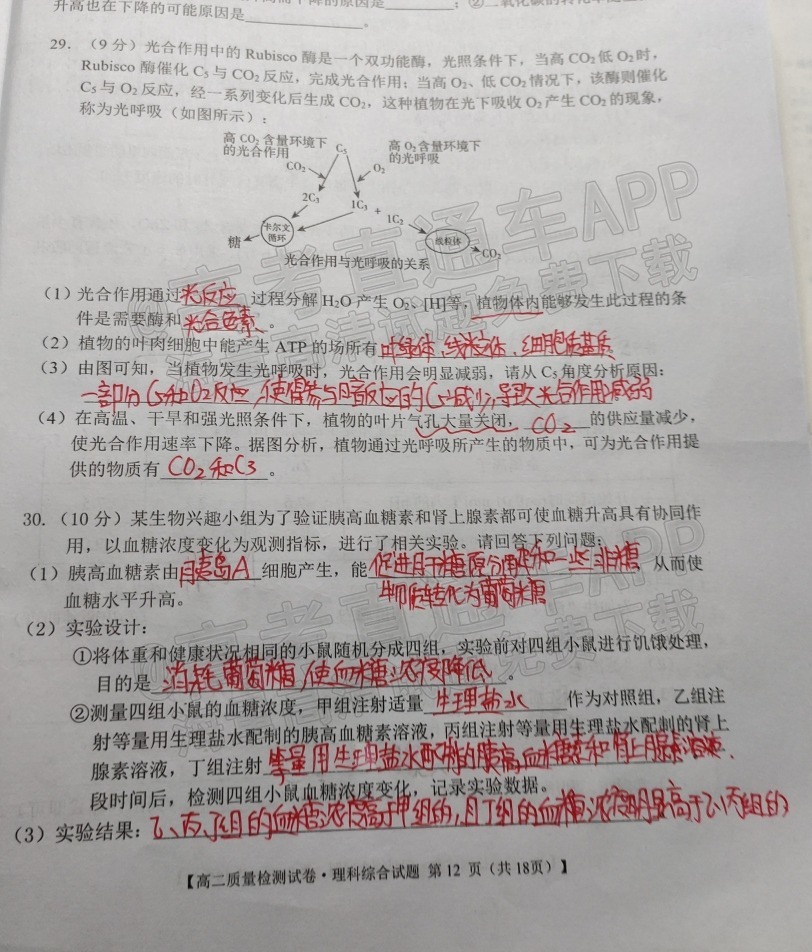 升高也在下降的可能原因是
29.（9分）光合作用中的Rubisco酶是一个双功能酶，光照条件下，当高CO₂低O₂时，
Rubisco酶催化C₅与CO₂反应，完成光合作用；当高O₂、低CO₂情况下，该酶则催化
C₅与O₂反应，经一系列变化后生成CO₂，这种植物在光下吸收O₂产生CO₂的现象，
称为光呼吸（如图所示）：
高CO₂含量环境下
的光合作用
C₅
高O₂含量环境下
的光呼吸
CO₂
O₂
2C₃
1C₃ + 1C₂
糖
卡尔文
循环
线粒体
CO₂
光合作用与光呼吸的关系
（1）光合作用通过光反应过程分解H₂O产生O₂、[H]等，植物体内能够发生此过程的条
件是需要酶和光合色素。
（2）植物的叶肉细胞中能产生ATP的场所有叶绿体、线粒体、细胞质基质
（3）由图可知，当植物发生光呼吸时，光合作用会明显减弱，请从C₅角度分析原因：
一部分C₅和O₂反应，使得参与暗反应的C₅减少，导致光合作用减弱
（4）在高温、干旱和强光照条件下，植物的叶片气孔大量关闭，CO₂的供应量减少，
使光合作用速率下降。据图分析，植物通过光呼吸所产生的物质中，可为光合作用提
供的物质有CO₂和C3。
30.（10分）某生物兴趣小组为了验证胰高血糖素和肾上腺素都可使血糖升高具有协同作
用，以血糖浓度变化为观测指标，进行了相关实验。请回答下列问题：
（1）胰高血糖素由胰岛A细胞产生，能促进肝糖原分解和一些非糖 从而使
物质转化为葡萄糖
血糖水平升高。
（2）实验设计：
①将体重和健康状况相同的小鼠随机分成四组，实验前对四组小鼠进行饥饿处理，
目的是消耗葡萄糖，使血糖浓度降低。
②测量四组小鼠的血糖浓度，甲组注射适量生理盐水作为对照组，乙组注
射等量用生理盐水配制的胰高血糖素溶液，丙组注射等量用生理盐水配制的肾上
腺素溶液，丁组注射等量用生理盐水配制的胰高血糖素和肾上腺素溶液.
段时间后，检测四组小鼠血糖浓度变化，记录实验数据。
（3）实验结果：乙、丙、丁组的血糖浓度高于甲组的，且丁组的血糖浓度明显高于乙、丙组的
【高二质量检测试卷·理科综合试题 第12页（共18页）】
高考直通车APP
高考直通车APP